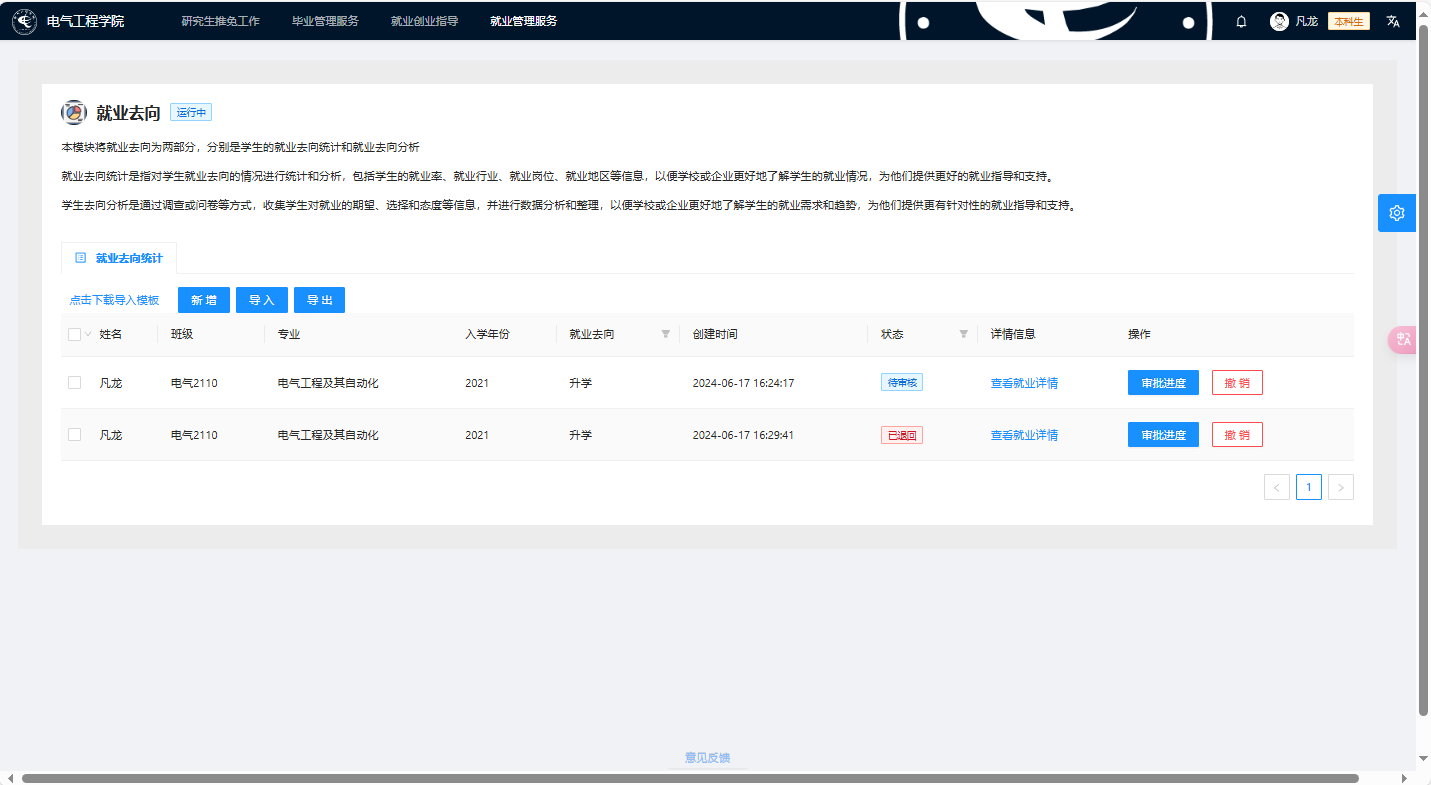 电气工程学院 研究生推免工作 毕业管理服务 就业创业指导 就业管理服务 凡龙 本科生
就业去向 运行中
本模块将就业去向为两部分，分别是学生的就业去向统计和就业去向分析
就业去向统计是指对学生就业去向的情况进行统计和分析，包括学生的就业率、就业行业、就业岗位、就业地区等信息，以便学校或企业更好地了解学生的就业情况，为他们提供更好的就业指导和支持。
学生去向分析是通过调查或问卷等方式，收集学生对就业的期望、选择和态度等信息，并进行数据分析和整理，以便学校或企业更好地了解学生的就业需求和趋势，为他们提供更有针对性的就业指导和支持。
就业去向统计
点击下载导入模板 新增 导入 导出
姓名 班级 专业 入学年份 就业去向 创建时间 状态 详情信息 操作
凡龙 电气2110 电气工程及其自动化 2021 升学 2024-06-17 16:24:17 待审核 查看就业详情 审批进度 撤销
凡龙 电气2110 电气工程及其自动化 2021 升学 2024-06-17 16:29:41 已退回 查看就业详情 审批进度 撤销
< 1 >
意见反馈